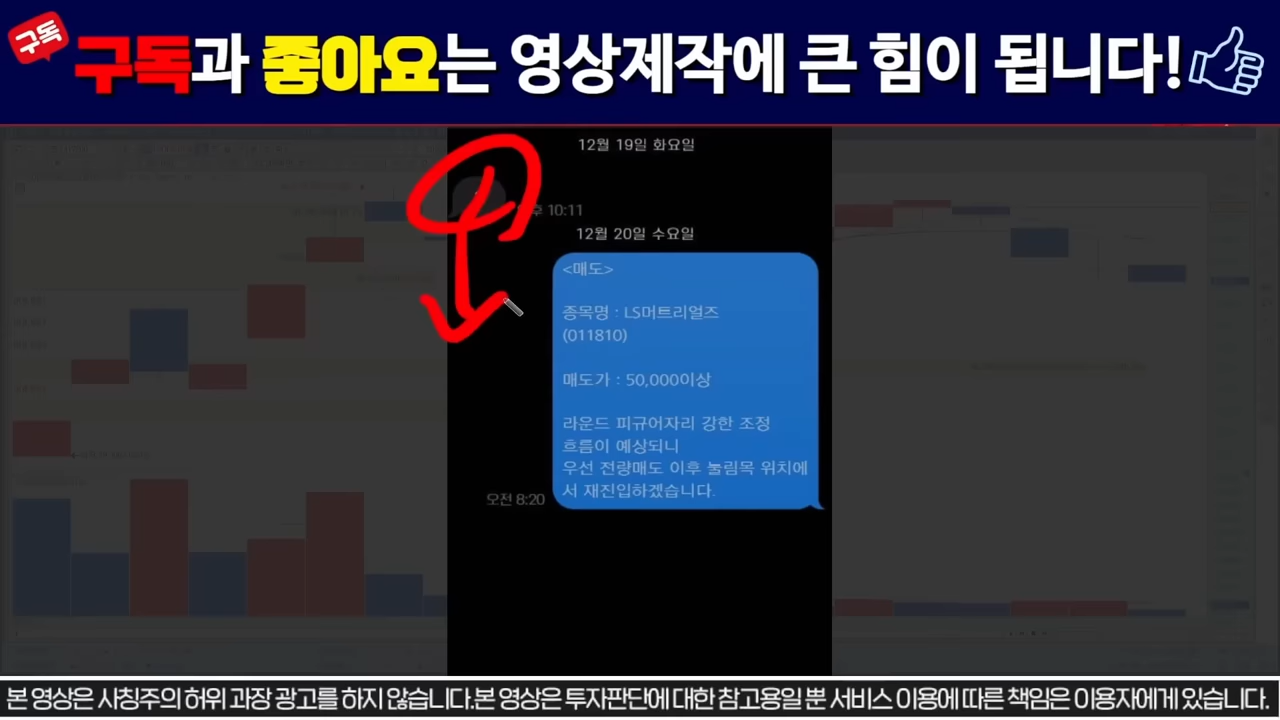 구독
구독과 좋아요는 영상제작에 큰 힘이 됩니다!
12월 19일 화요일
10:11
12월 20일 수요일
<매도>
종목명 : LS머트리얼즈
(011810)
매도가 : 50,000이상
라운드 피규어자리 강한 조정
흐름이 예상되니
우선 전량매도 이후 눌림목 위치에
서 재진입하겠습니다.
오전 8:20
본 영상은 사칭주의 허위 과장 광고를 하지 않습니다.본 영상은 투자판단에 대한 참고용일 뿐 서비스 이용에 따른 책임은 이용자에게 있습니다.